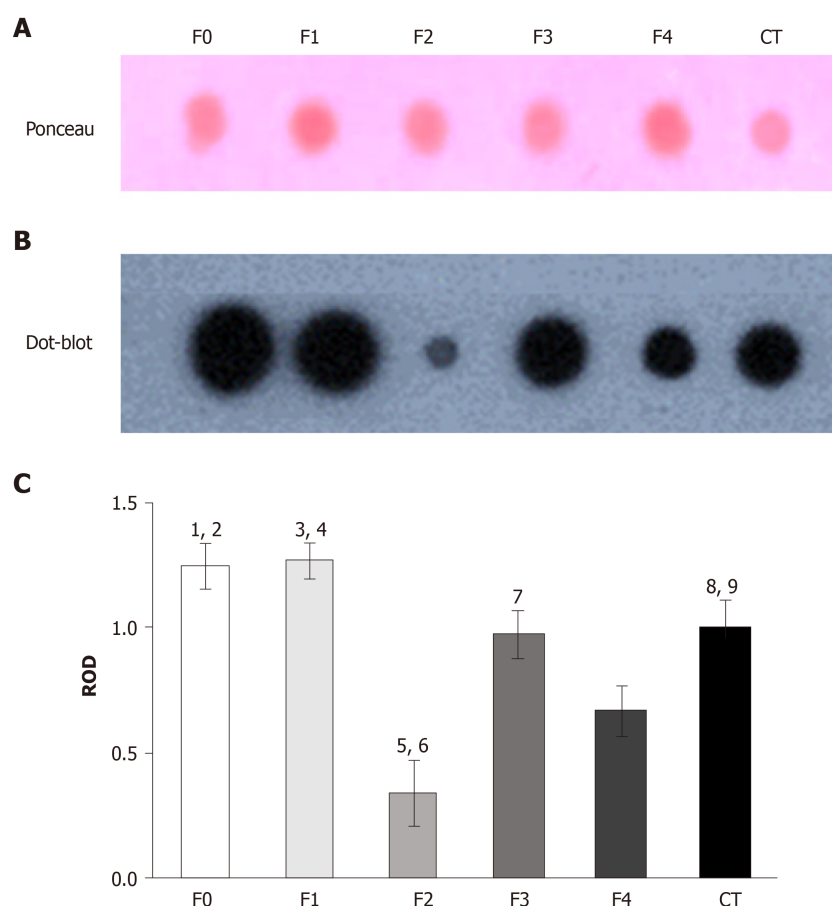 A
F0 F1 F2 F3 F4 CT
Ponceau
B
Dot-blot
C
1.5
1, 2 3, 4
8, 9
7
1.0
ROD
5, 6
0.5
0.0
F0 F1 F2 F3 F4 CT